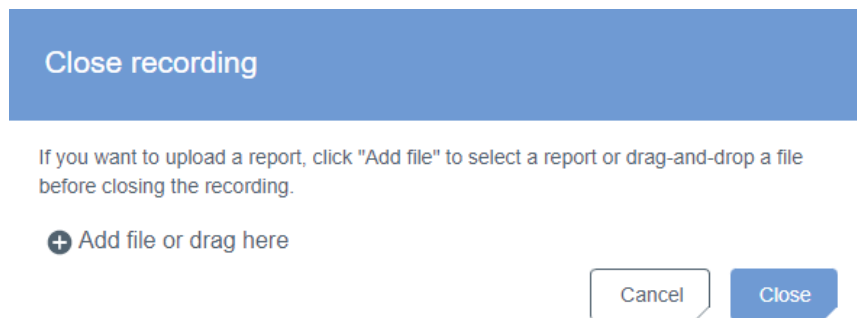 Close recording
If you want to upload a report, click "Add file" to select a report or drag-and-drop a file
before closing the recording.
Add file or drag here
Cancel Close